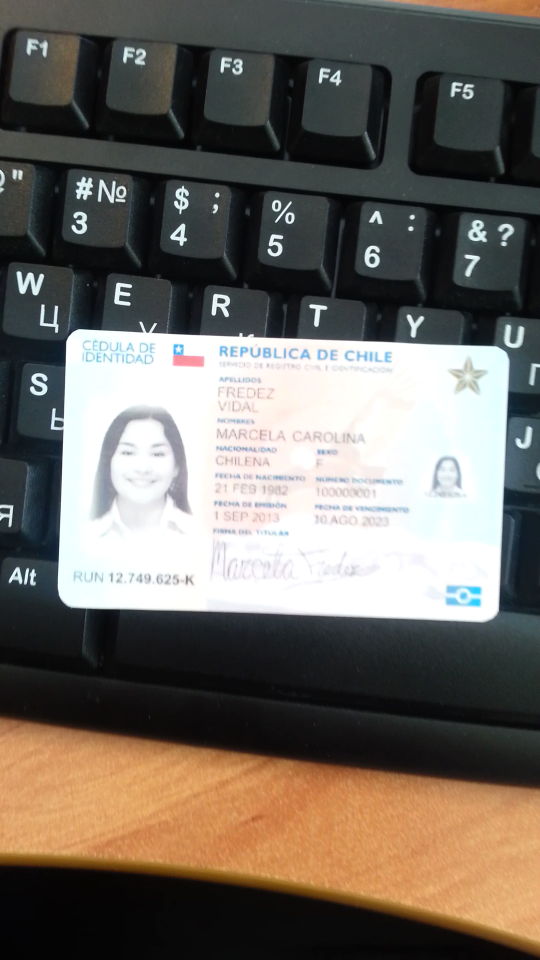 F1 F2 F3 F4 F5
" #№ $ ; % ^ : & ?
3 4 5 6 7
W E R T Y U
Ц
S
J
О
Я
Alt
CÉDULA DE
IDENTIDAD
REPÚBLICA DE CHILE
SERVICIO DE REGISTRO CIVIL E IDENTIFICACIÓN
APELLIDOS
FREDEZ
VIDAL
NOMBRES
MARCELA CAROLINA
NACIONALIDAD SEXO
CHILENA F
FECHA DE NACIMIENTO NÚMERO DOCUMENTO
21 FEB 1982 100000001
FECHA DE EMISIÓN FECHA DE VENCIMIENTO
1 SEP 2013 30 AGO 2023
FIRMA DEL TITULAR
Marcela Fredez
RUN 12.749.625-K